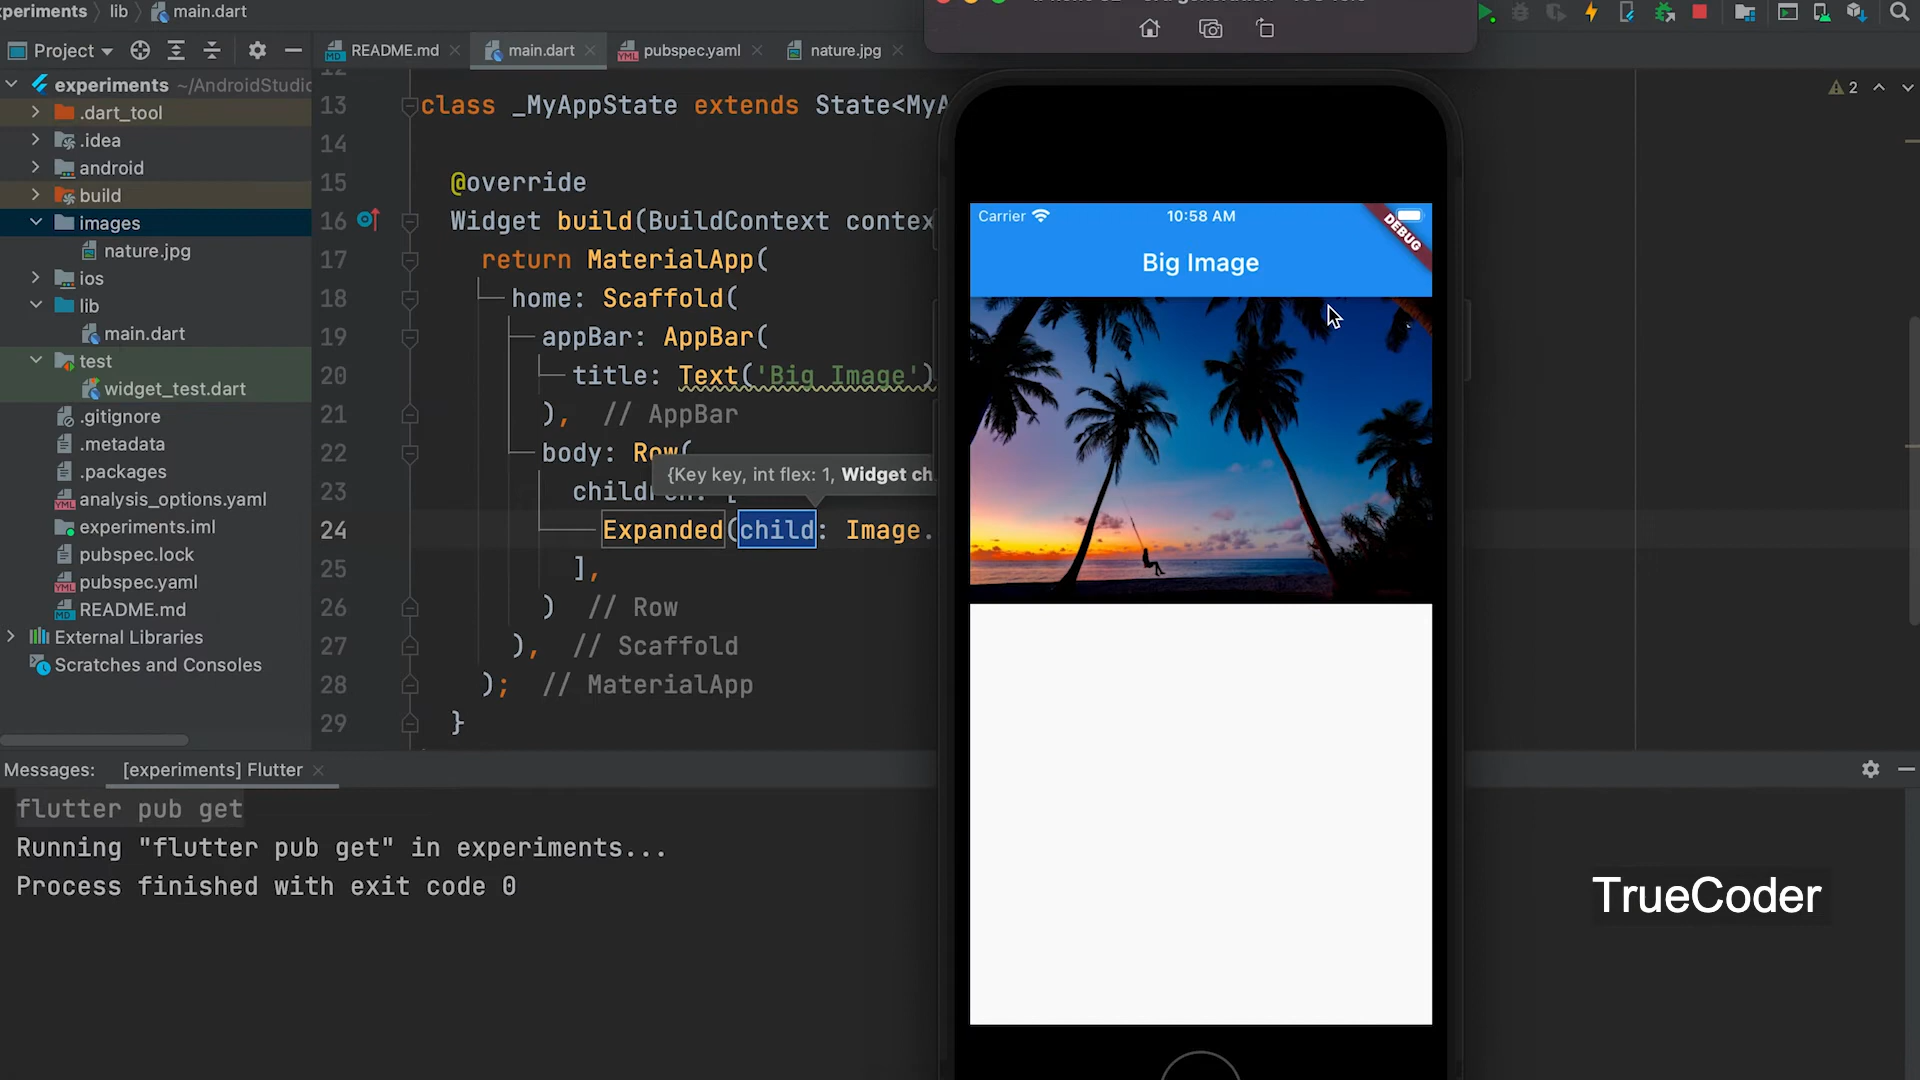 experiments lib main.dart
Project
README.md
main.dart
pubspec.yaml
nature.jpg
experiments ~/AndroidStudio
.dart_tool
.idea
android
build
images
nature.jpg
ios
lib
main.dart
test
widget_test.dart
.gitignore
.metadata
.packages
analysis_options.yaml
experiments.iml
pubspec.lock
pubspec.yaml
README.md
External Libraries
Scratches and Consoles
12
13 class _MyAppState extends State<MyA
14
15 @override
16 Widget build(BuildContext contex
17 return MaterialApp(
18 home: Scaffold(
19 appBar: AppBar(
20 title: Text('Big Image')
21 ), // AppBar
22 body: Row(
{Key key, int flex: 1, Widget ch
23 children: [
24 Expanded(child: Image.
25 ],
26 ) // Row
27 ), // Scaffold
28 ); // MaterialApp
29 }
2
Carrier
10:58 AM
DEBUG
Big Image
Messages:
[experiments] Flutter
flutter pub get
Running "flutter pub get" in experiments...
Process finished with exit code 0
TrueCoder